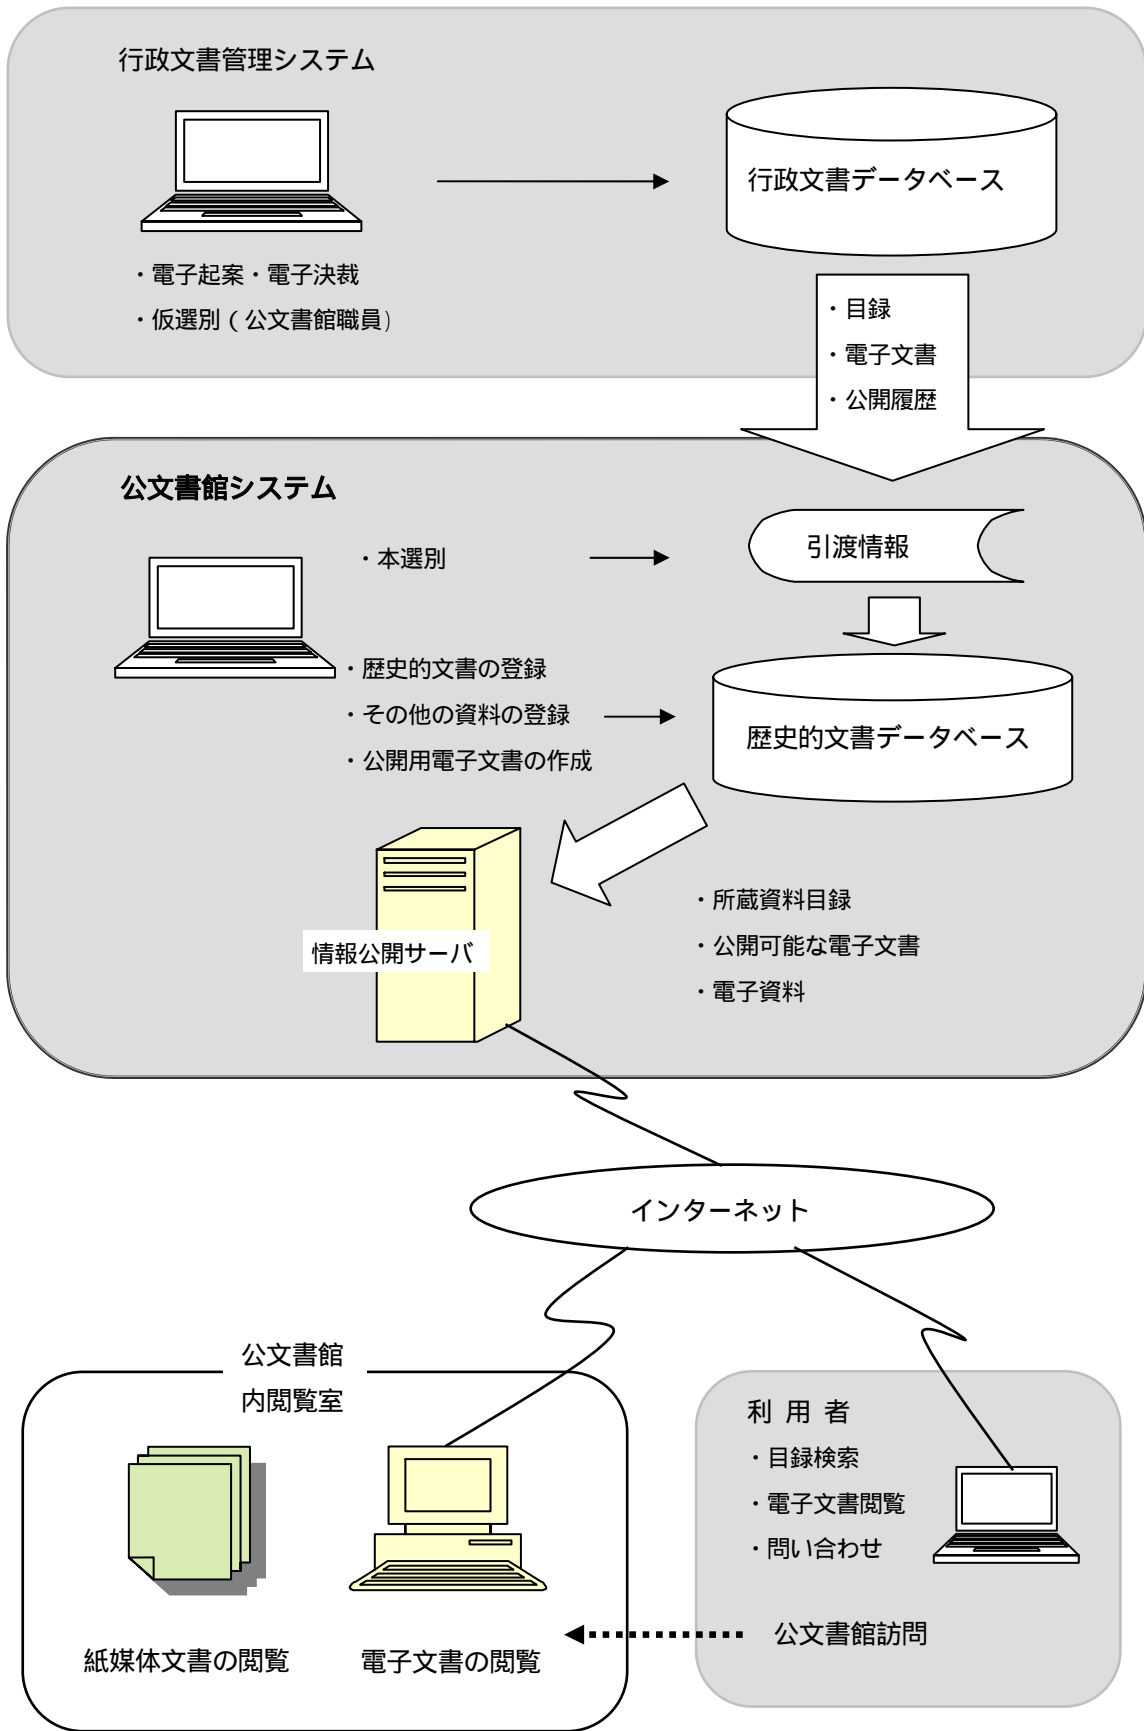 行政文書管理システム
行政文書データベース
・電子起案・電子決裁
・仮選別（公文書館職員）
・目録
・電子文書
・公開履歴
公文書館システム
・本選別
引渡情報
・歴史的文書の登録
・その他の資料の登録
・公開用電子文書の作成
歴史的文書データベース
情報公開サーバ
・所蔵資料目録
・公開可能な電子文書
・電子資料
インターネット
公文書館
内閲覧室
紙媒体文書の閲覧
電子文書の閲覧
利 用 者
・目録検索
・電子文書閲覧
・問い合わせ
公文書館訪問